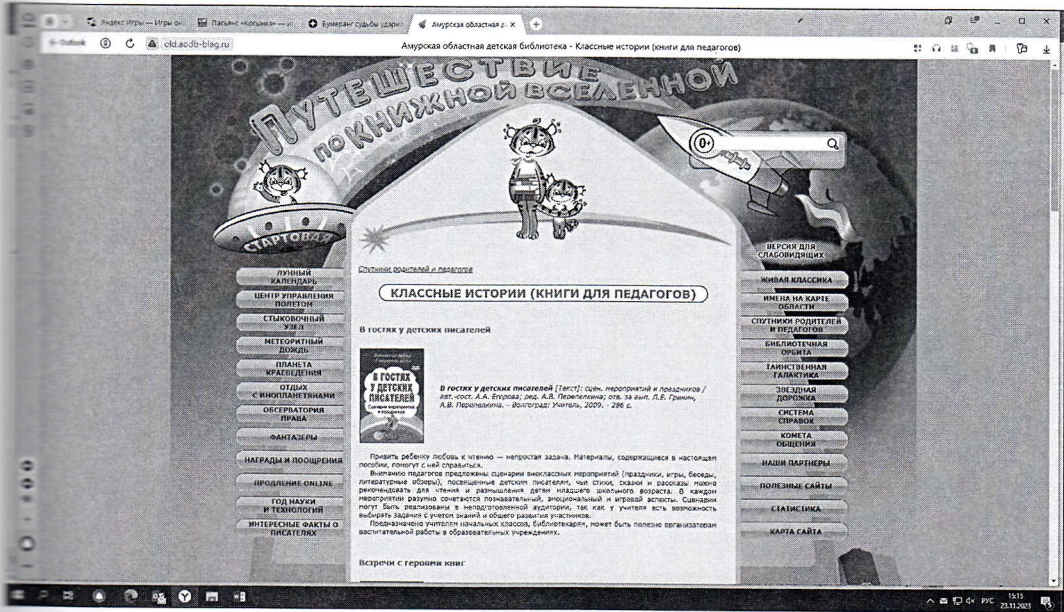 Яндекс Игры — Игры онл
Пасьянс «Косынка» — иг
Бумеранг судьбы ударил
Амурская областная д
Outlook
old.aodb-blag.ru
Амурская областная детская библиотека - Классные истории (книги для педагогов)
ПУТЕШЕСТВИЕ
ПО КНИЖНОЙ ВСЕЛЕННОЙ
0+
СТАРТОВАЯ
ВЕРСИЯ ДЛЯ
СЛАБОВИДЯЩИХ
ЛУННЫЙ
КАЛЕНДАРЬ
ЦЕНТР УПРАВЛЕНИЯ
ПОЛЕТОМ
СТЫКОВОЧНЫЙ
УЗЕЛ
МЕТЕОРИТНЫЙ
ДОЖДЬ
ПЛАНЕТА
КРАЕВЕДЕНИЯ
ОТДЫХ
С ИНОПЛАНЕТЯНАМИ
ОБСЕРВАТОРИЯ
ПРАВА
ФАНТАЗЕРЫ
НАГРАДЫ И ПООЩРЕНИЯ
ПРОДЛЕНИЕ ONLINE
ГОД НАУКИ
И ТЕХНОЛОГИЙ
ИНТЕРЕСНЫЕ ФАКТЫ О
ПИСАТЕЛЯХ
Спутники родителей и педагогов
КЛАССНЫЕ ИСТОРИИ (КНИГИ ДЛЯ ПЕДАГОГОВ)
В гостях у детских писателей
В ГОСТЯХ
У ДЕТСКИХ
ПИСАТЕЛЕЙ
Сценарии мероприятий
и праздников
В гостях у детских писателей [Текст]: сцен. мероприятий и праздников /
авт.-сост. А.А. Егорова; ред. А.В. Перепелкина; отв. за вып. Л.Е. Гринин,
А.В. Перепелкина. - Волгоград: Учитель, 2009. - 286 с.
Привить ребенку любовь к чтению — непростая задача. Материалы, содержащиеся в настоящем
пособии, помогут с ней справиться.
Вниманию педагогов предложены сценарии внеклассных мероприятий (праздники, игры, беседы,
литературные обзоры), посвященные детским писателям, чьи стихи, сказки и рассказы можно
рекомендовать для чтения и размышления детям младшего школьного возраста. В каждом
мероприятии разумно сочетаются познавательный, эмоциональный и игровой аспекты. Сценарии
могут быть реализованы в неподготовленной аудитории, так как у учителя есть возможность
выбирать задания с учетом знаний и общего развития участников.
Предназначено учителям начальных классов, библиотекарям, может быть полезно организаторам
воспитательной работы в образовательных учреждениях.
Встречи с героями книг
ЖИВАЯ КЛАССИКА
ИМЕНА НА КАРТЕ
ОБЛАСТИ
СПУТНИКИ РОДИТЕЛЕЙ
И ПЕДАГОГОВ
БИБЛИОТЕЧНАЯ
ОРБИТА
ТАИНСТВЕННАЯ
ГАЛАКТИКА
ЗВЕЗДНАЯ
ДОРОЖКА
СИСТЕМА
СПРАВОК
КОМЕТА
ОБЩЕНИЯ
НАШИ ПАРТНЕРЫ
ПОЛЕЗНЫЕ САЙТЫ
СТАТИСТИКА
КАРТА САЙТА
РУС
15:15
23.11.2023